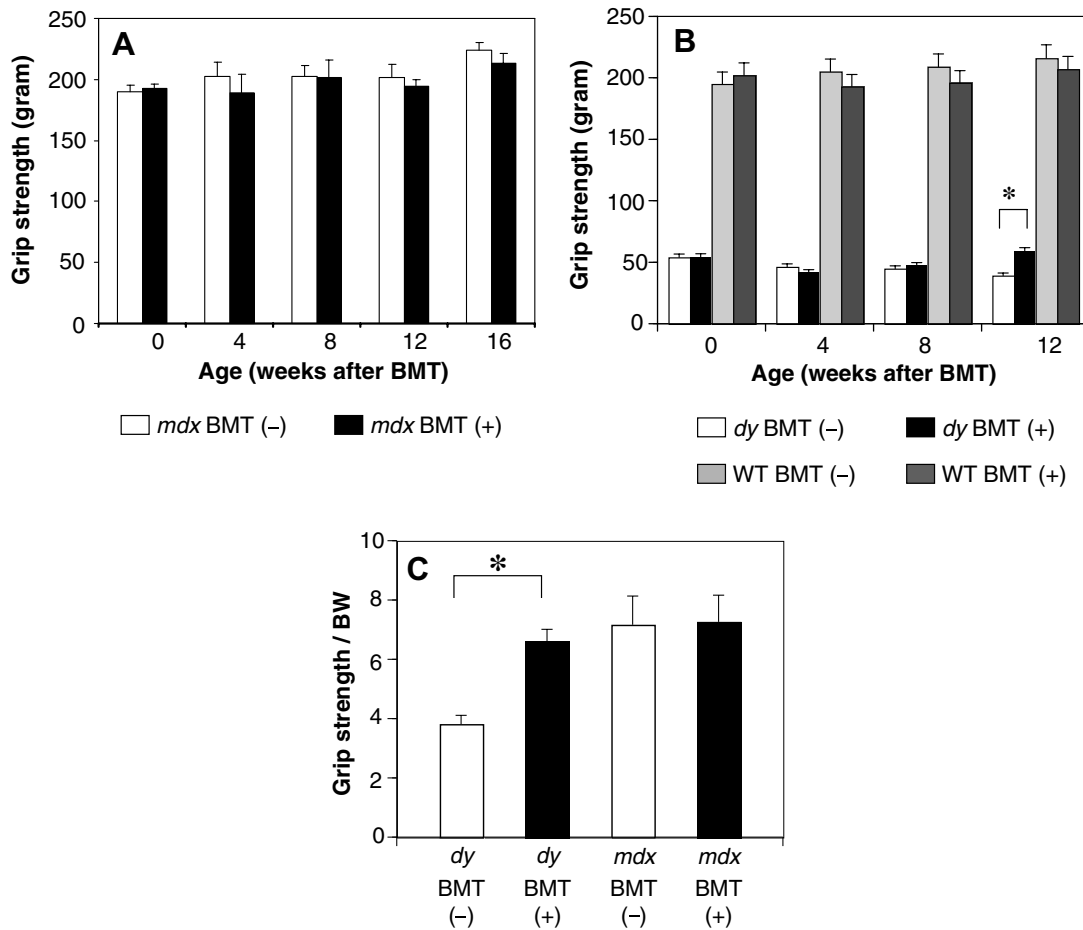 A
Grip strength (gram)
250
200
150
100
50
0
0 4 8 12 16
Age (weeks after BMT)
mdx BMT (–) mdx BMT (+)
B
Grip strength (gram)
250
200
150
100
50
0
*
0 4 8 12
Age (weeks after BMT)
dy BMT (–) dy BMT (+)
WT BMT (–) WT BMT (+)
C
Grip strength / BW
10
8
6
4
2
0
*
dy dy mdx mdx
BMT BMT BMT BMT
(–) (+) (–) (+)